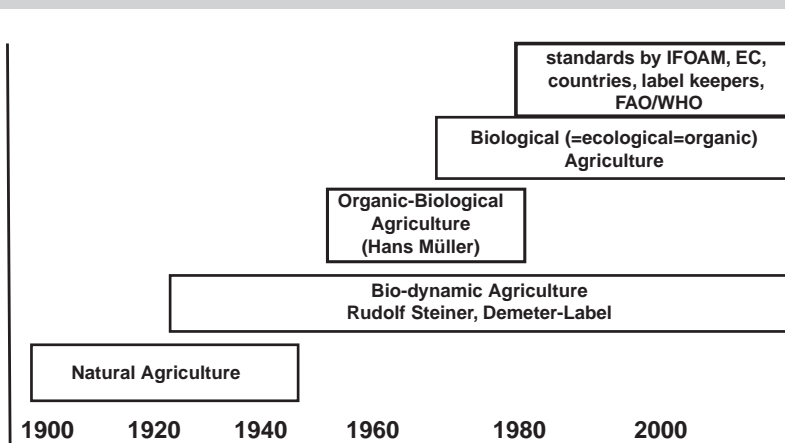 standards by IFOAM, EC,
countries, label keepers,
FAO/WHO
Biological (=ecological=organic)
Agriculture
Organic-Biological
Agriculture
(Hans Müller)
Bio-dynamic Agriculture
Rudolf Steiner, Demeter-Label
Natural Agriculture
1900 1920 1940 1960 1980 2000